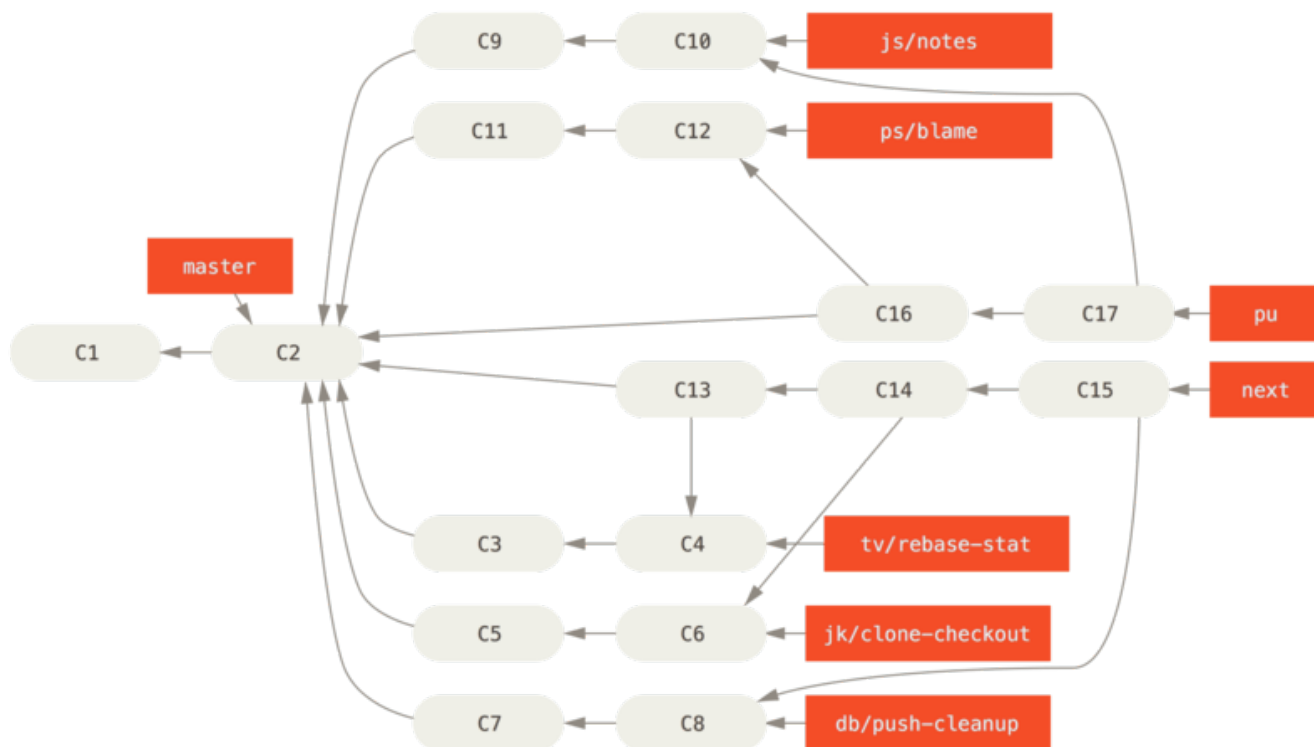 C9
C10
js/notes
C11
C12
ps/blame
master
C16
C17
pu
C1
C2
C13
C14
C15
next
C3
C4
tv/rebase-stat
C5
C6
jk/clone-checkout
C7
C8
db/push-cleanup